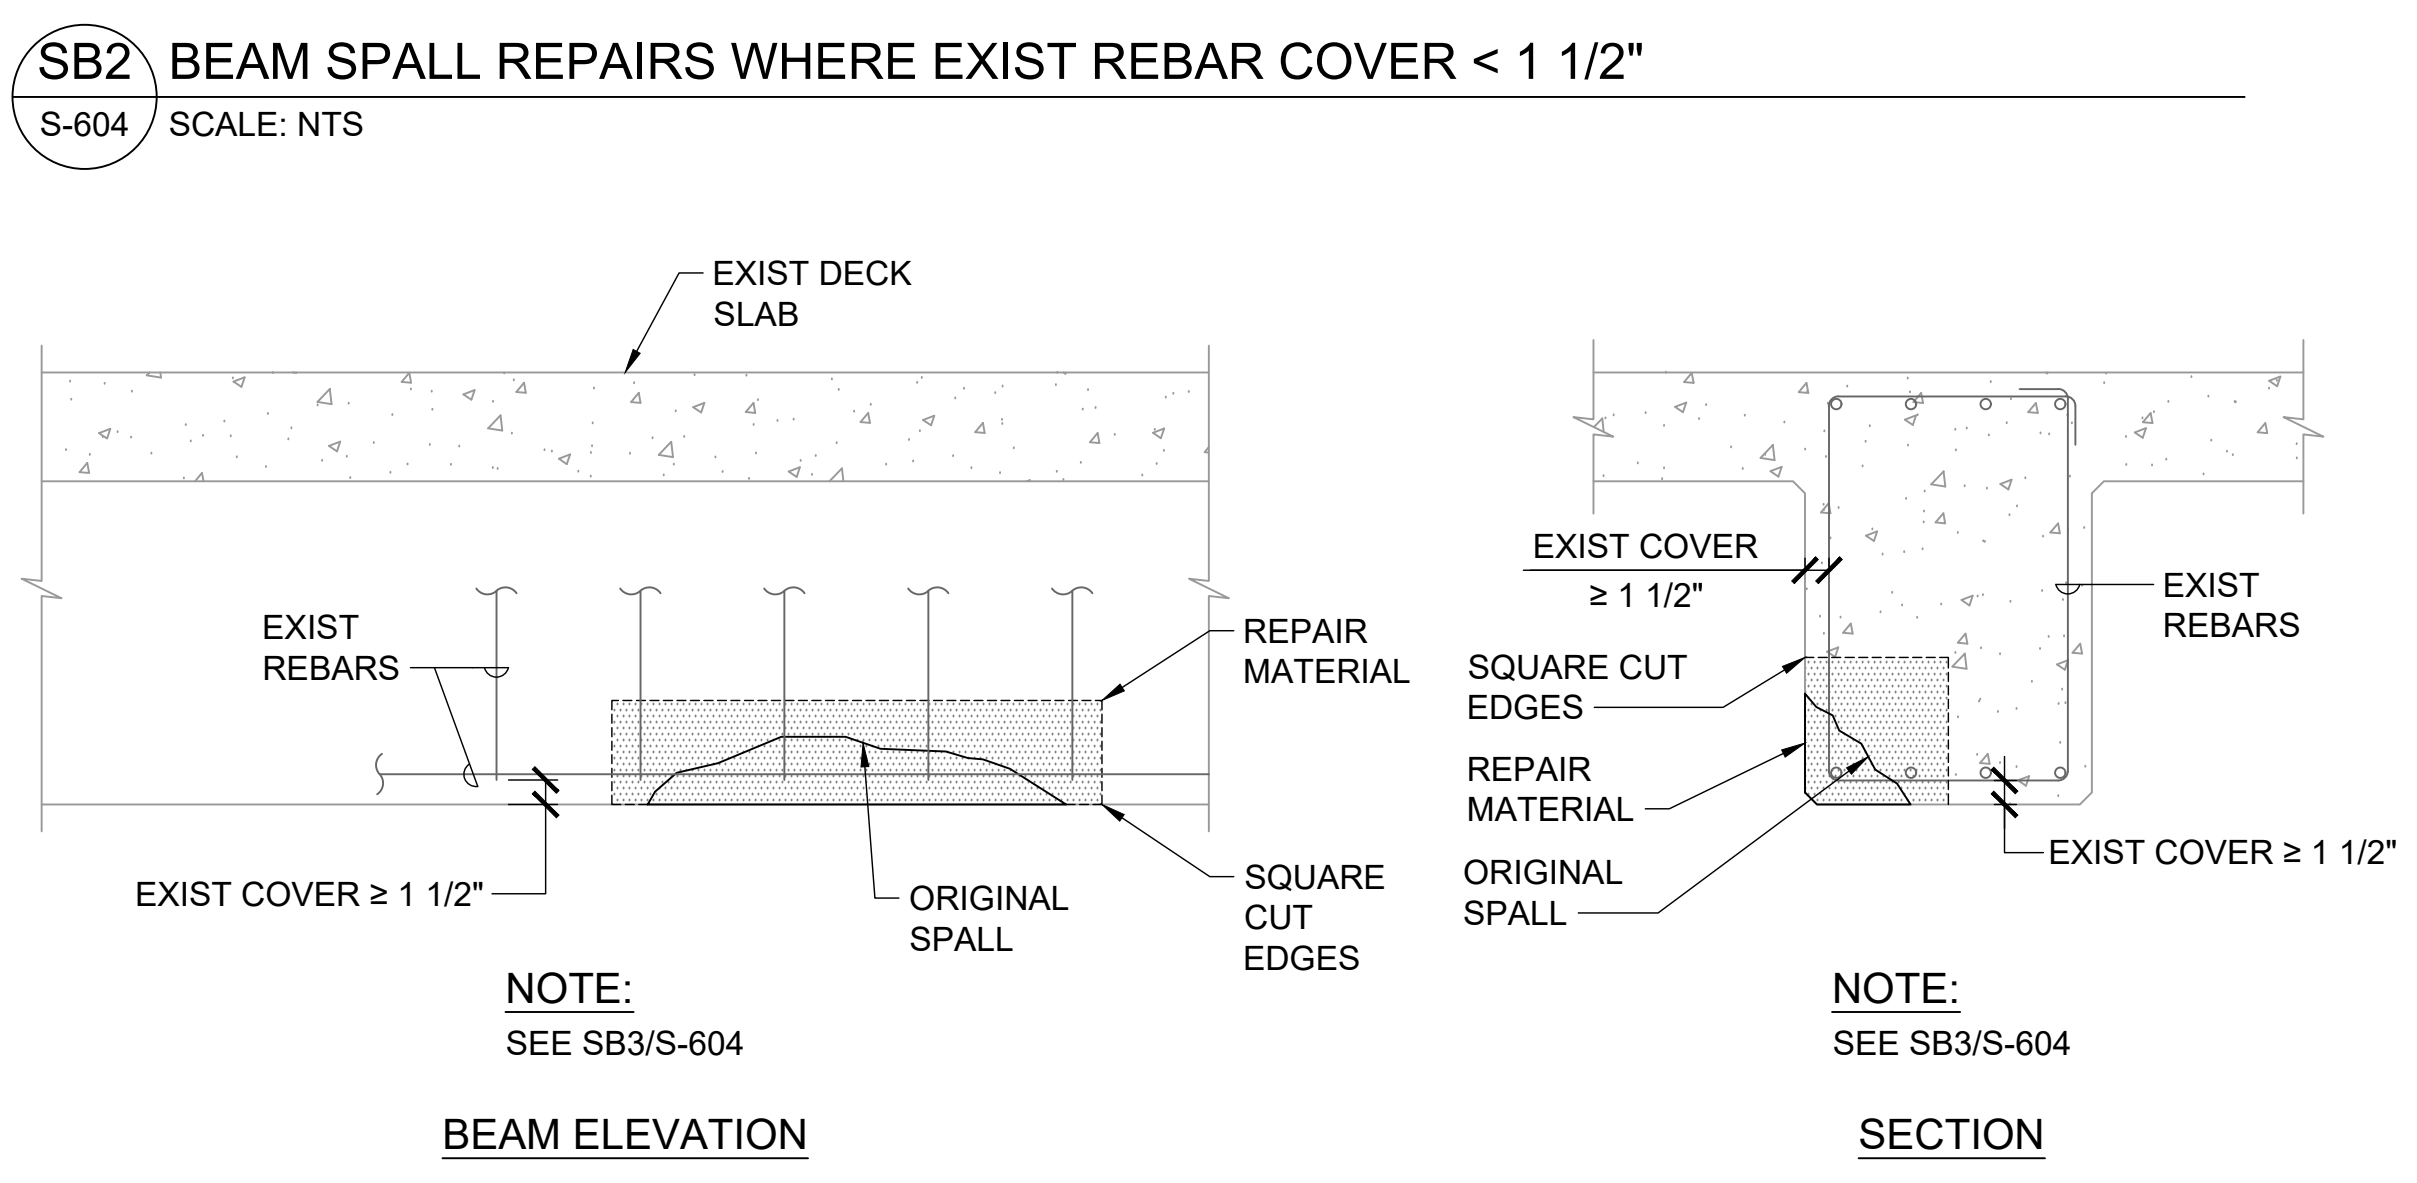 SB2
BEAM SPALL REPAIRS WHERE EXIST REBAR COVER < 1 1/2"
S-604
SCALE: NTS
EXIST DECK
SLAB
EXIST
REBARS
REPAIR
MATERIAL
EXIST COVER ≥ 1 1/2"
ORIGINAL
SPALL
SQUARE
CUT
EDGES
NOTE:
SEE SB3/S-604
BEAM ELEVATION
EXIST COVER
≥ 1 1/2"
EXIST
REBARS
SQUARE CUT
EDGES
REPAIR
MATERIAL
ORIGINAL
SPALL
EXIST COVER ≥ 1 1/2"
NOTE:
SEE SB3/S-604
SECTION